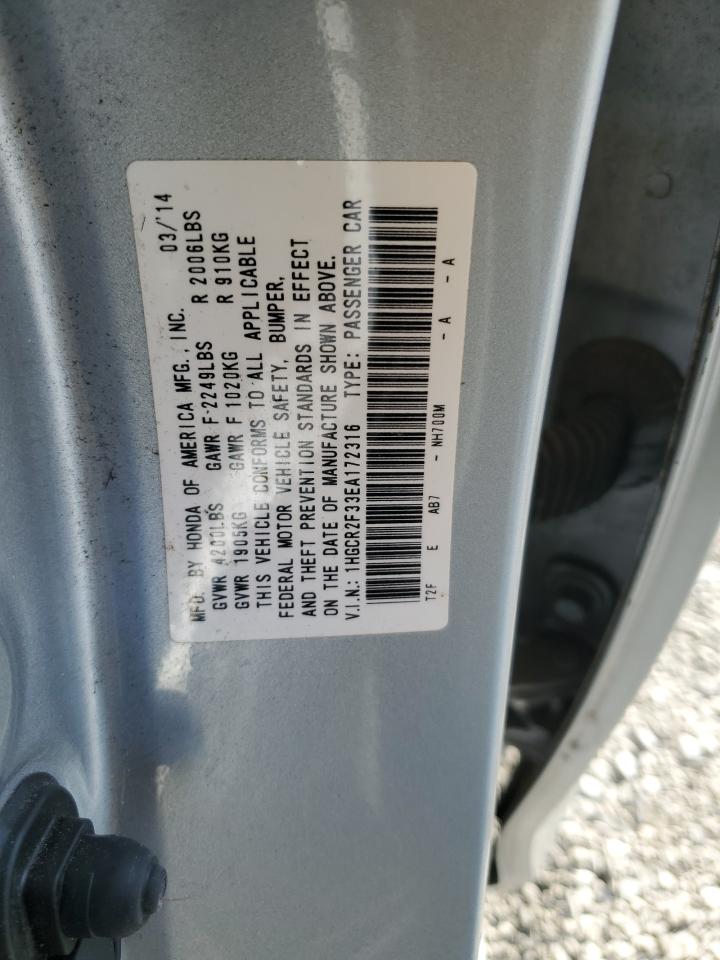 MFD. BY HONDA OF AMERICA MFG., INC. 03/'14
GVWR 4200LBS GAWR F-2249LBS R 2006LBS
GVWR 1905KG GAWR F 1020KG R 910KG
THIS VEHICLE CONFORMS TO ALL APPLICABLE
FEDERAL MOTOR VEHICLE SAFETY, BUMPER,
AND THEFT PREVENTION STANDARDS IN EFFECT
ON THE DATE OF MANUFACTURE SHOWN ABOVE.
V.I.N.: 1HGCR2F33EA172316 TYPE: PASSENGER CAR
T2F E AB7 - NH700M - A - A